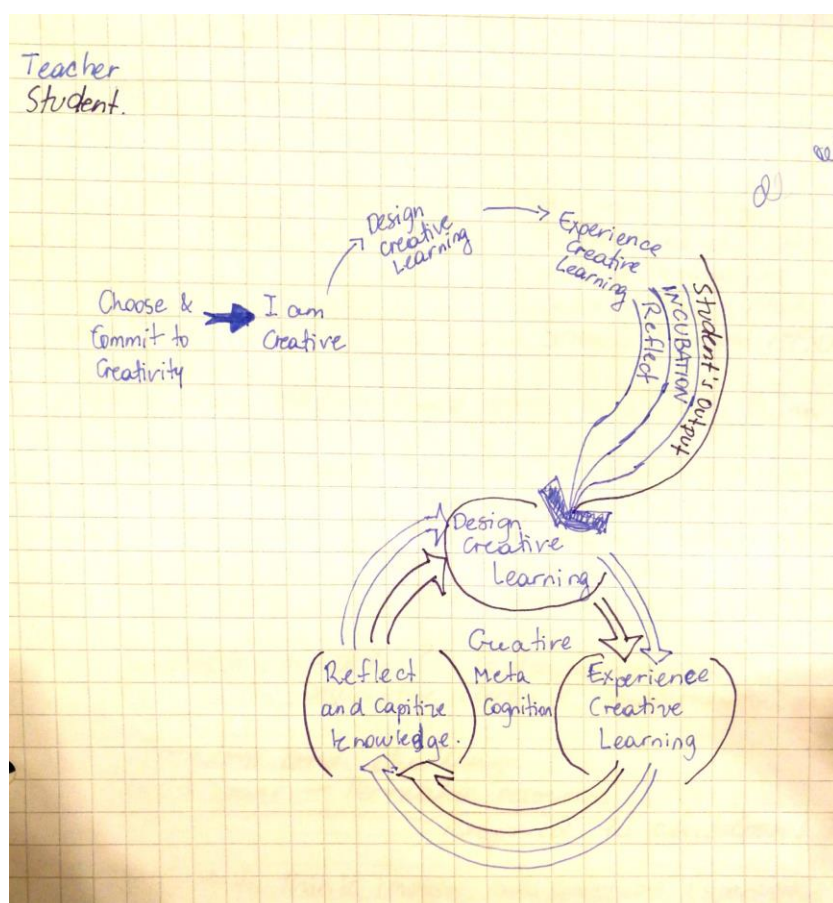 Teacher
Student.
Choose &
Commit to
Creativity
I am
Creative
Design
Creative
Learning
Experience
Creative
Learning
Reflect
INCUBATION
Student's Output
Design
Creative
Learning
Creative
Meta
Cognition
Experience
Creative
Learning
Reflect
and Capitize
knowledge.